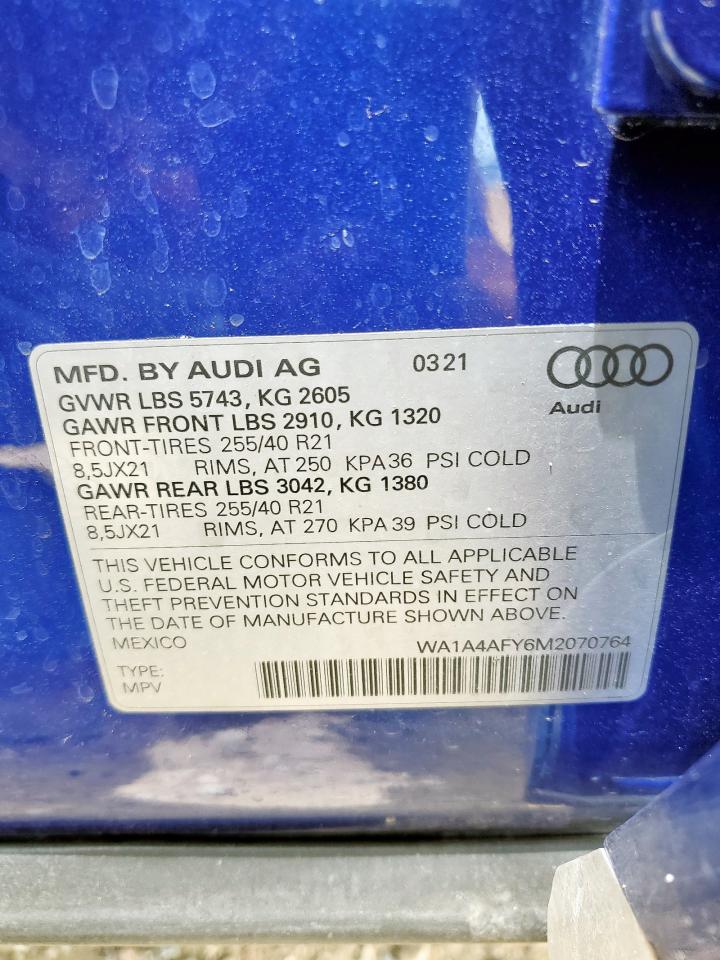 MFD. BY AUDI AG 03 21
GVWR LBS 5743, KG 2605
GAWR FRONT LBS 2910, KG 1320
FRONT-TIRES 255/40 R21
8,5JX21 RIMS, AT 250 KPA 36 PSI COLD
GAWR REAR LBS 3042, KG 1380
REAR-TIRES 255/40 R21
8,5JX21 RIMS, AT 270 KPA 39 PSI COLD
Audi
THIS VEHICLE CONFORMS TO ALL APPLICABLE
U.S. FEDERAL MOTOR VEHICLE SAFETY AND
THEFT PREVENTION STANDARDS IN EFFECT ON
THE DATE OF MANUFACTURE SHOWN ABOVE.
MEXICO WA1A4AFY6M2070764
TYPE:
MPV